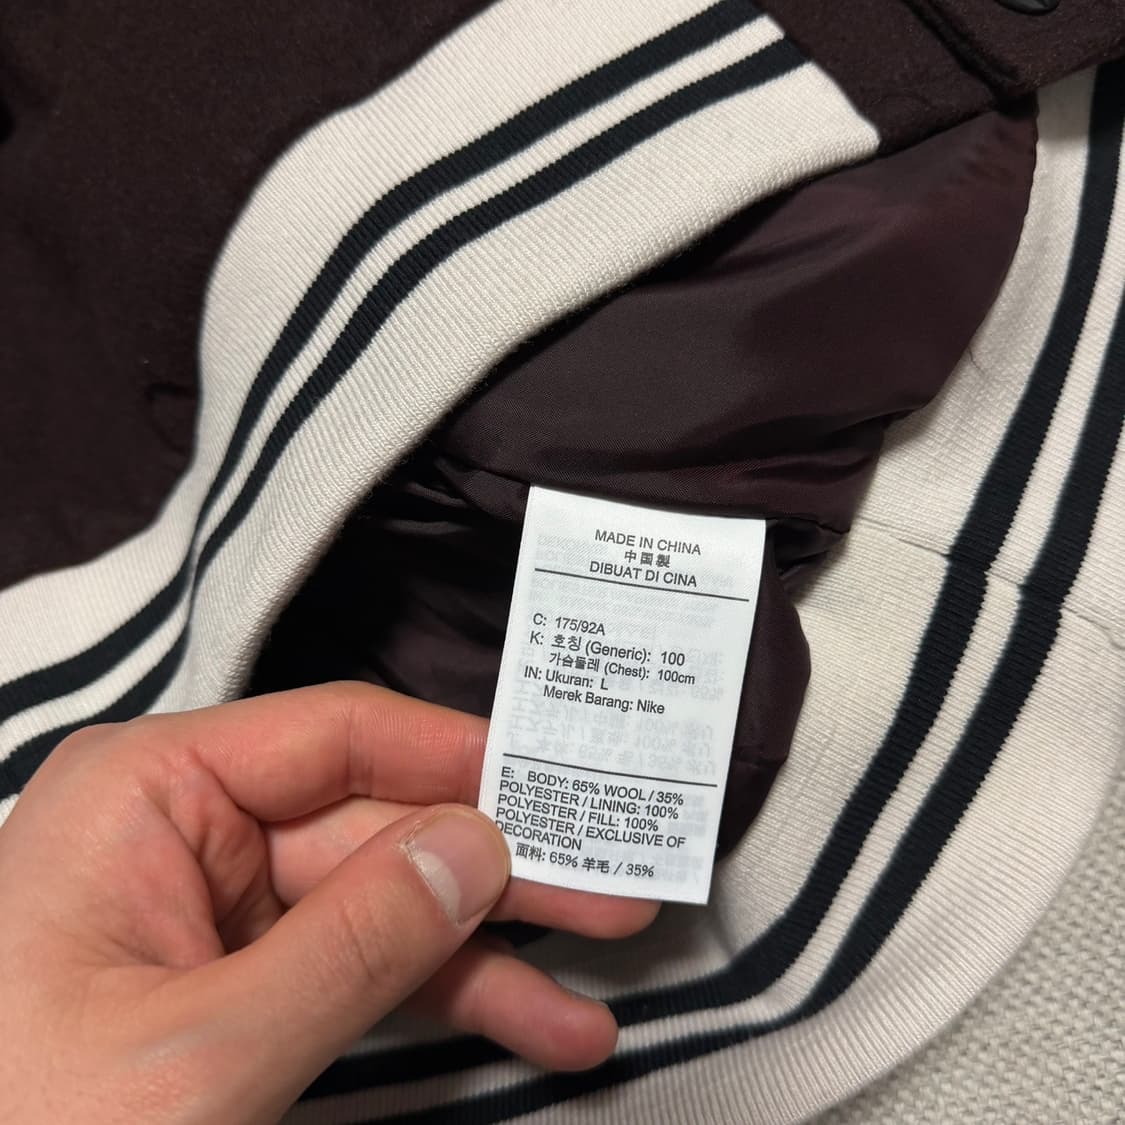 MADE IN CHINA
中国製
DIBUAT DI CINA
C: 175/92A
K: 호칭 (Generic): 100
가슴둘레 (Chest): 100cm
IN: Ukuran: L
Merek Barang: Nike
E: BODY: 65% WOOL / 35%
POLYESTER / LINING: 100%
POLYESTER / FILL: 100%
POLYESTER / EXCLUSIVE OF
DECORATION
面料: 65% 羊毛 / 35%